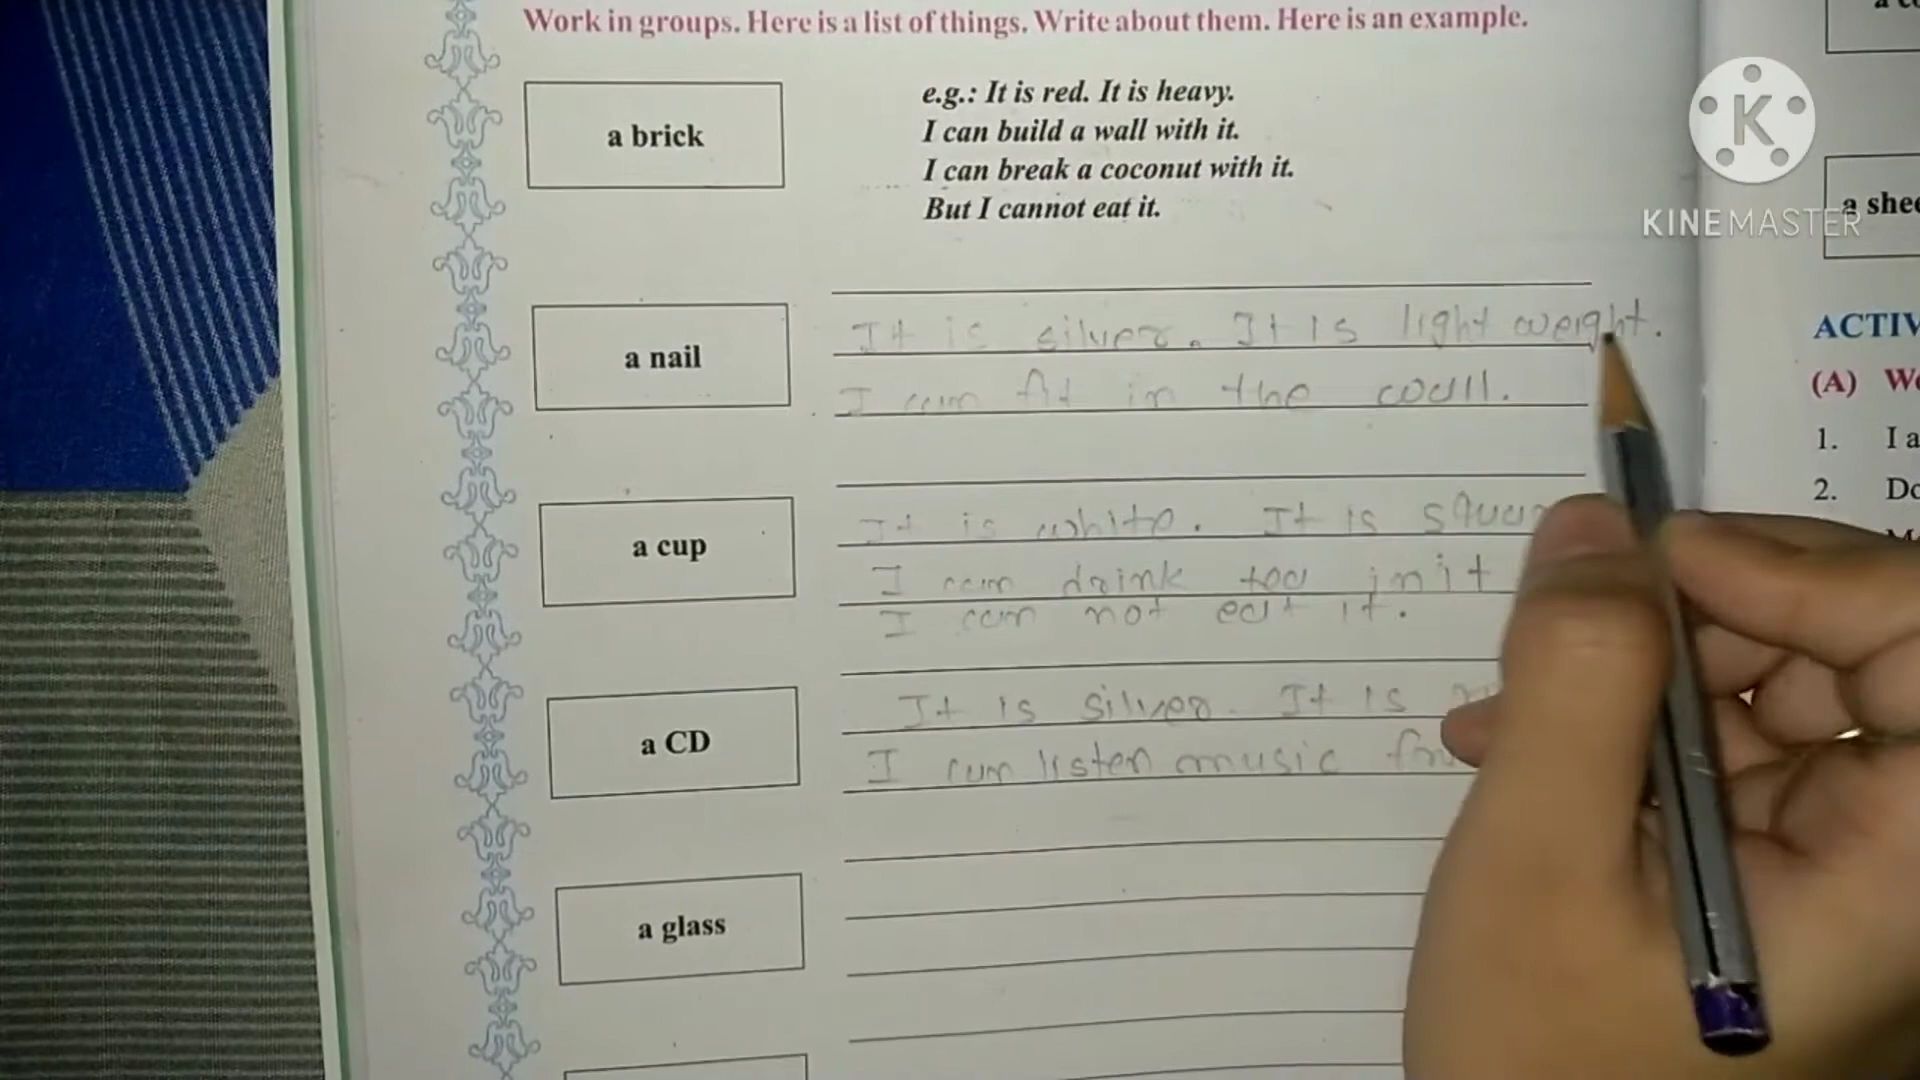 Work in groups. Here is a list of things. Write about them. Here is an example.
a brick
e.g.: It is red. It is heavy.
I can build a wall with it.
I can break a coconut with it.
But I cannot eat it.
KINEMASTER
a nail
It is silver. It is light weight.
I can fit in the wall.
a cup
It is white. It is
I can drink tea in it
I can not eat it.
a CD
It is silver. It is
I can listen music
a glass
ACTIV
(A)
1. I a
2.